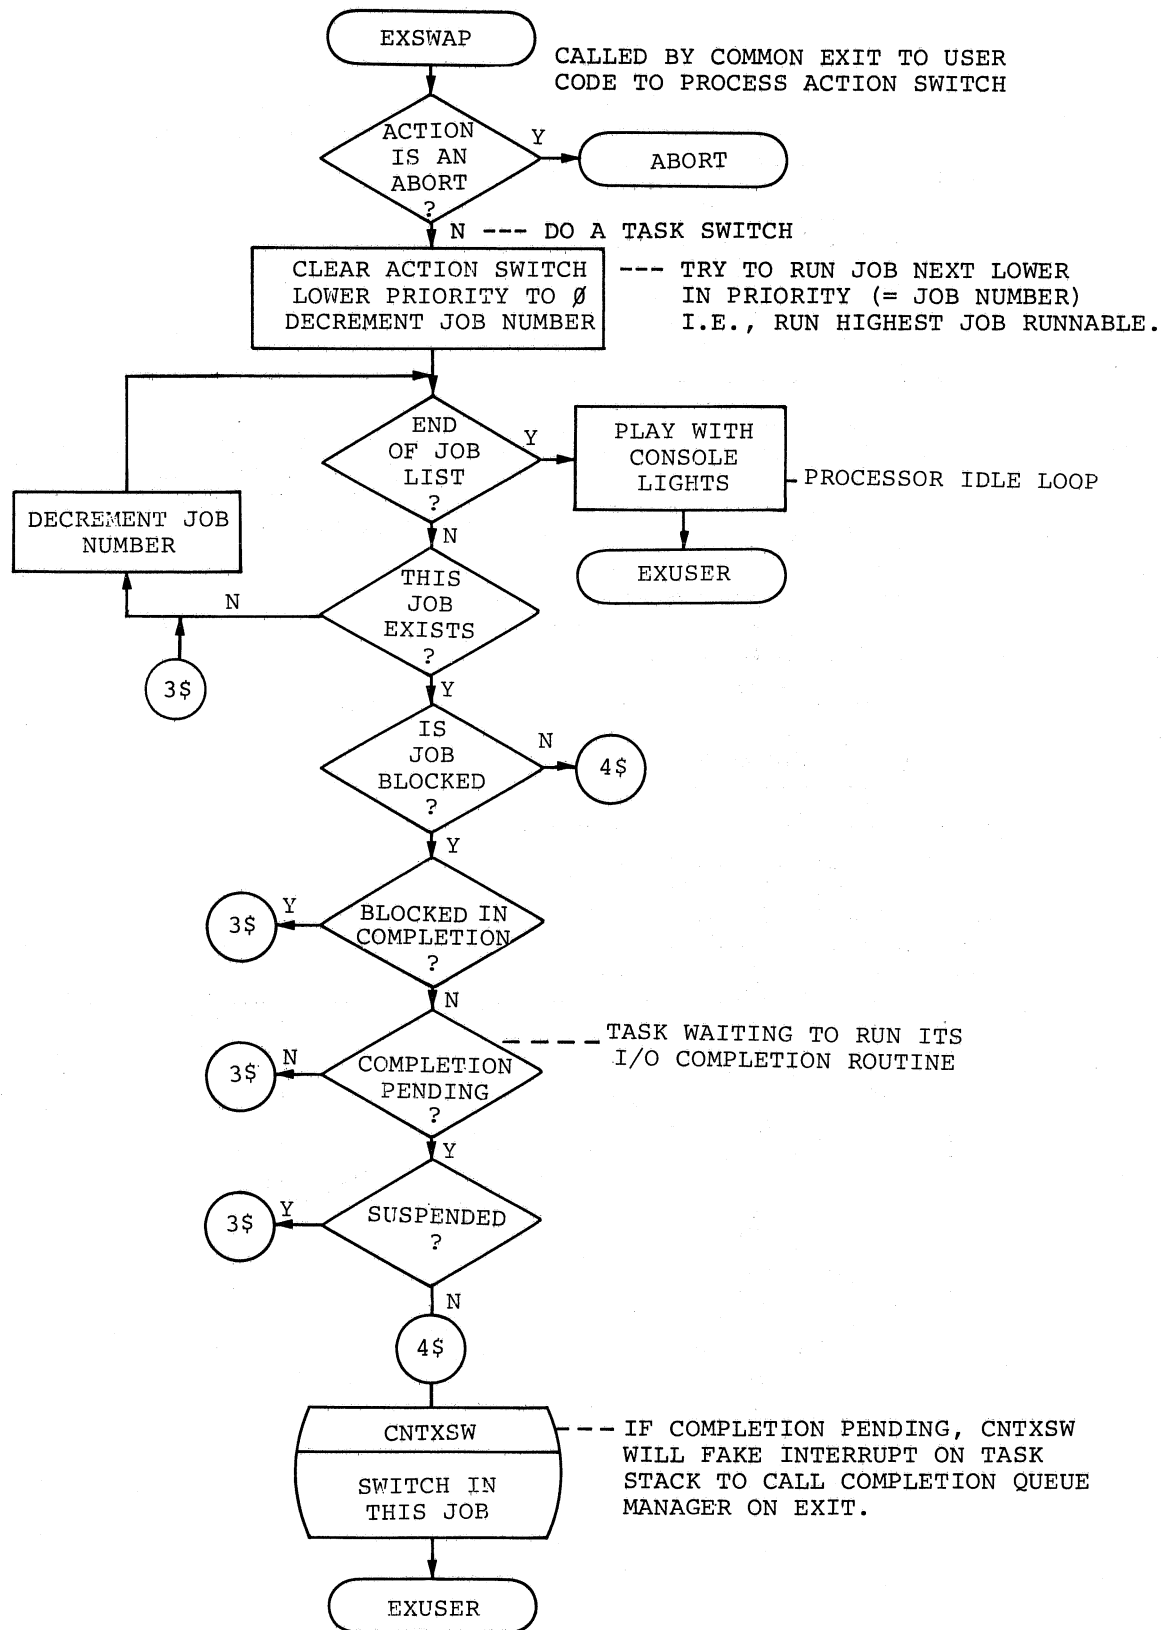 EXSWAP
CALLED BY COMMON EXIT TO USER
CODE TO PROCESS ACTION SWITCH
ACTION
IS AN
ABORT
?
Y
ABORT
N --- DO A TASK SWITCH
CLEAR ACTION SWITCH
LOWER PRIORITY TO Ø
DECREMENT JOB NUMBER
--- TRY TO RUN JOB NEXT LOWER
IN PRIORITY (= JOB NUMBER)
I.E., RUN HIGHEST JOB RUNNABLE.
END
OF JOB
LIST
?
Y
PLAY WITH
CONSOLE
LIGHTS
PROCESSOR IDLE LOOP
DECREMENT JOB
NUMBER
N
EXUSER
THIS
JOB
EXISTS
?
N
3$
Y
IS
JOB
BLOCKED
?
N
4$
Y
BLOCKED IN
COMPLETION
?
Y
3$
N
TASK WAITING TO RUN ITS
I/O COMPLETION ROUTINE
COMPLETION
PENDING
?
N
3$
Y
SUSPENDED
?
Y
3$
N
4$
CNTXSW
SWITCH IN
THIS JOB
--- IF COMPLETION PENDING, CNTXSW
WILL FAKE INTERRUPT ON TASK
STACK TO CALL COMPLETION QUEUE
MANAGER ON EXIT.
EXUSER